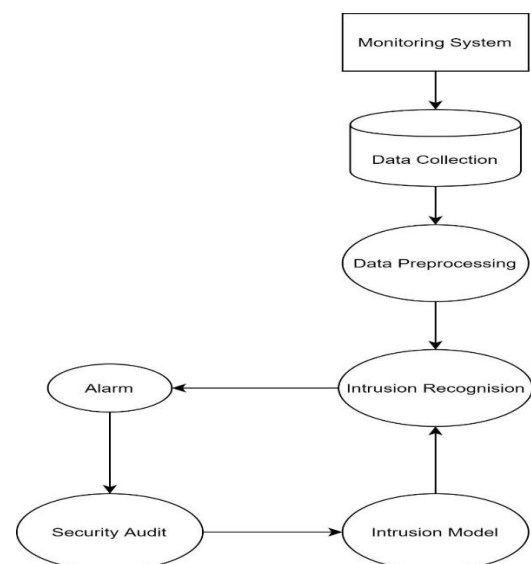 Monitoring System
Data Collection
Data Preprocessing
Alarm
Intrusion Recognision
Security Audit
Intrusion Model